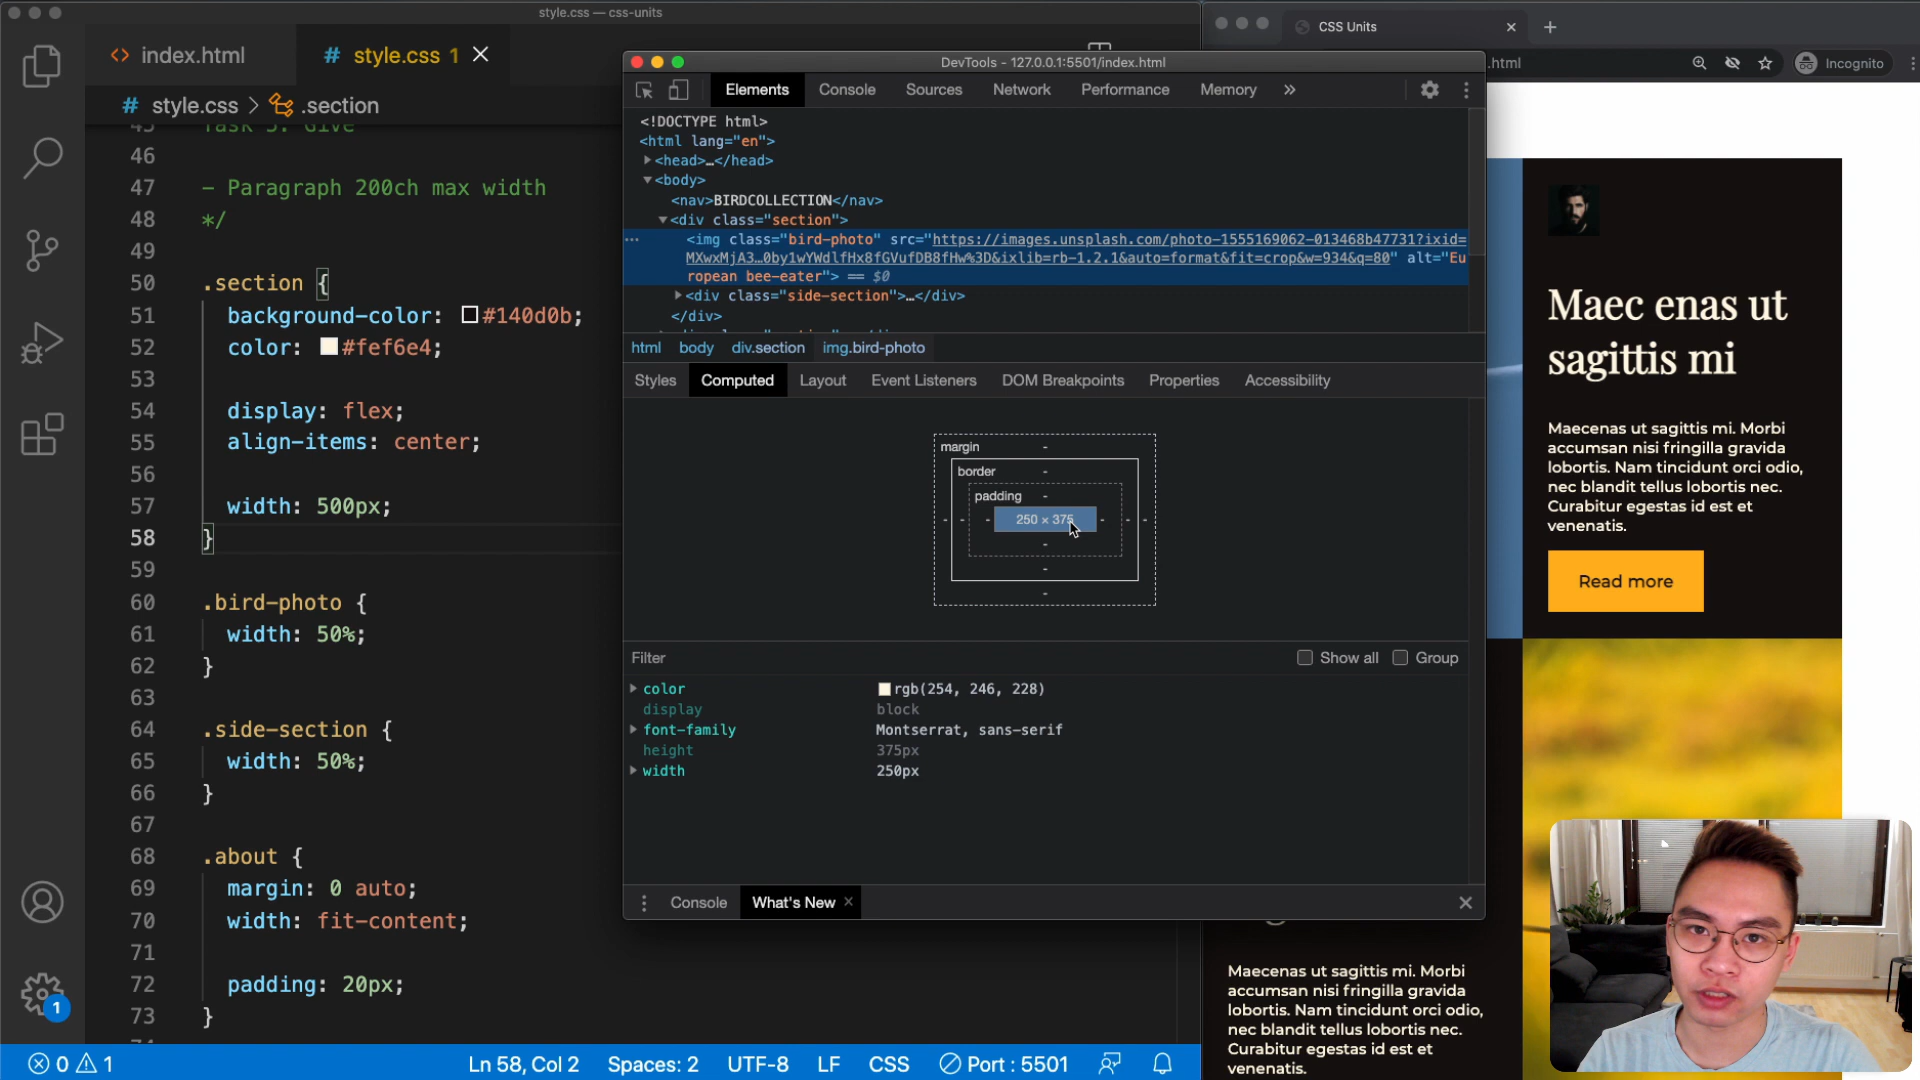 style.css — css-units
index.html
style.css 1
style.css > .section
45 Task 5: Give
46
47 - Paragraph 200ch max width
48 */
49
50 .section {
51 background-color: #140d0b;
52 color: #fef6e4;
53
54 display: flex;
55 align-items: center;
56
57 width: 500px;
58 }
59
60 .bird-photo {
61 width: 50%;
62 }
63
64 .side-section {
65 width: 50%;
66 }
67
68 .about {
69 margin: 0 auto;
70 width: fit-content;
71
72 padding: 20px;
73 }
1
0 1
Ln 58, Col 2 Spaces: 2 UTF-8 LF CSS Port : 5501
DevTools - 127.0.0.1:5501/index.html
Elements Console Sources Network Performance Memory »
<!DOCTYPE html>
<html lang="en">
<head>…</head>
<body>
<nav>BIRDCOLLECTION</nav>
<div class="section">
<img class="bird-photo" src="https://images.unsplash.com/photo-1555169062-013468b47731?ixid=
MXwxMjA3…0by1wYWdlfHx8fGVufDB8fHw%3D&ixlib=rb-1.2.1&auto=format&fit=crop&w=934&q=80" alt="Eu
ropean bee-eater"> == $0
<div class="side-section">…</div>
</div>
html body div.section img.bird-photo
Styles Computed Layout Event Listeners DOM Breakpoints Properties Accessibility
margin -
border -
padding -
- - - 250 × 375 - - -
-
-
-
Filter Show all Group
color rgb(254, 246, 228)
display block
font-family Montserrat, sans-serif
height 375px
width 250px
Console What's New ×
CSS Units
.html Incognito
Maec enas ut
sagittis mi
Maecenas ut sagittis mi. Morbi
accumsan nisi fringilla gravida
lobortis. Nam tincidunt orci odio,
nec blandit tellus lobortis nec.
Curabitur egestas id est et
venenatis.
Read more
Maecenas ut sagittis mi. Morbi
accumsan nisi fringilla gravida
lobortis. Nam tincidunt orci odio,
nec blandit tellus lobortis nec.
Curabitur egestas id est et
venenatis.